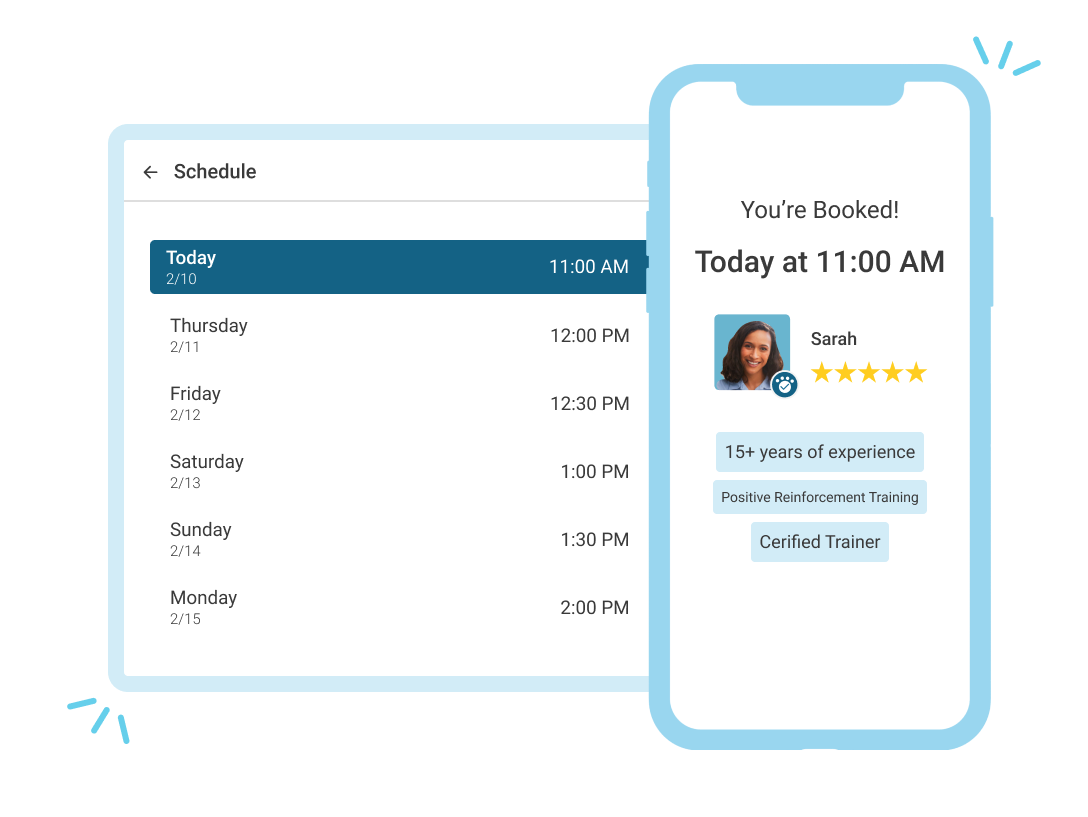 Schedule
Today
2/10
11:00 AM
Thursday
2/11
12:00 PM
Friday
2/12
12:30 PM
Saturday
2/13
1:00 PM
Sunday
2/14
1:30 PM
Monday
2/15
2:00 PM
You’re Booked!
Today at 11:00 AM
Sarah
15+ years of experience
Positive Reinforcement Training
Cerified Trainer